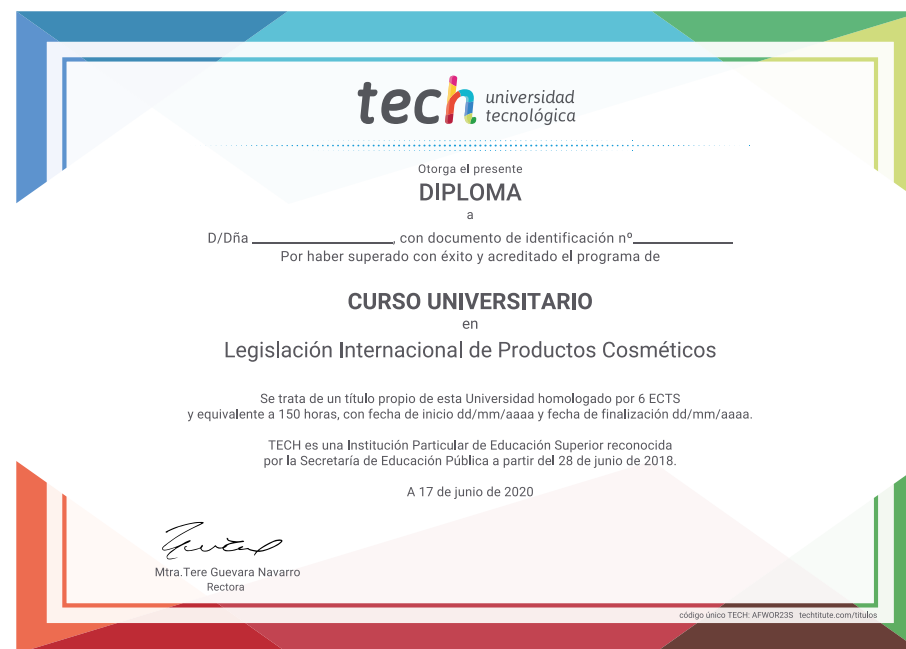 tech universidad
tecnológica
Otorga el presente
DIPLOMA
a
D/Dña ____________________, con documento de identificación nº______________
Por haber superado con éxito y acreditado el programa de
CURSO UNIVERSITARIO
en
Legislación Internacional de Productos Cosméticos
Se trata de un título propio de esta Universidad homologado por 6 ECTS
y equivalente a 150 horas, con fecha de inicio dd/mm/aaaa y fecha de finalización dd/mm/aaaa.
TECH es una Institución Particular de Educación Superior reconocida
por la Secretaría de Educación Pública a partir del 28 de junio de 2018.
A 17 de junio de 2020
Mtra.Tere Guevara Navarro
Rectora
código único TECH: AFWOR23S techtitute.com/titulos